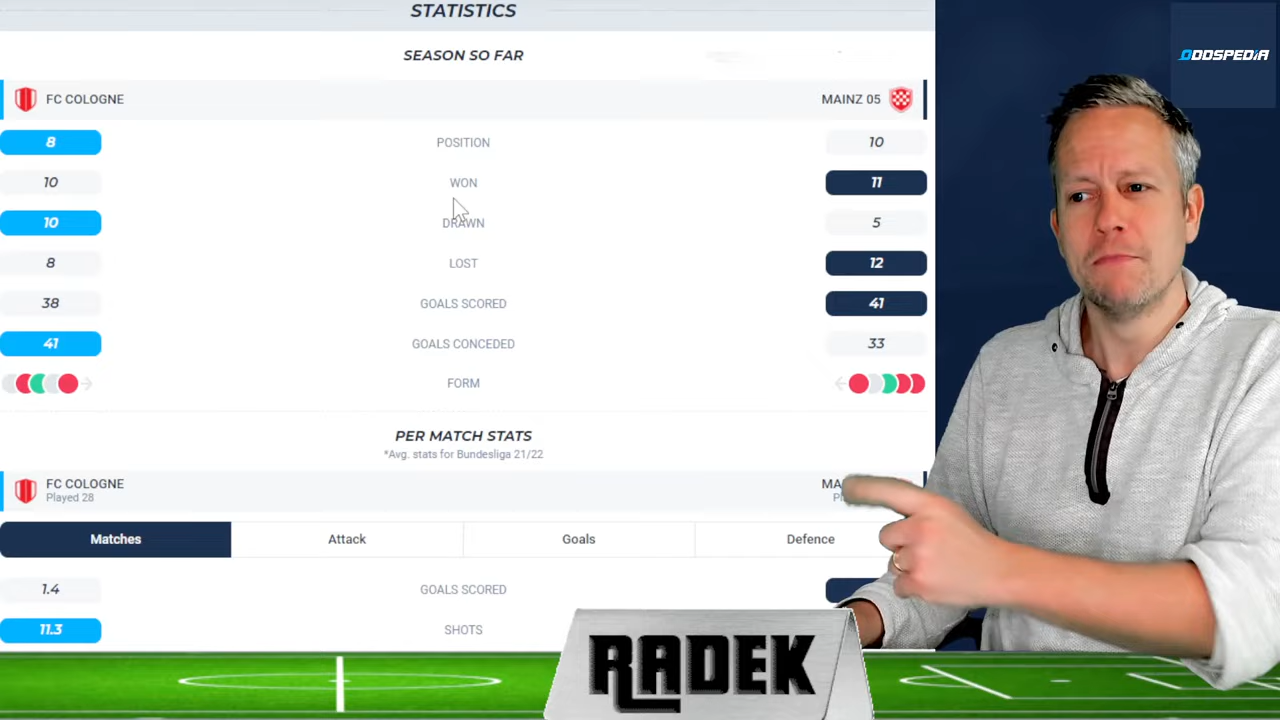 STATISTICS
SEASON SO FAR
ODDSPEDIA
FC COLOGNE MAINZ 05
8 POSITION 10
10 WON 11
10 DRAWN 5
8 LOST 12
38 GOALS SCORED 41
41 GOALS CONCEDED 33
FORM
PER MATCH STATS
*Avg. stats for Bundesliga 21/22
FC COLOGNE
Played 28
Matches Attack Goals Defence
1.4 GOALS SCORED
11.3 SHOTS
RADEK